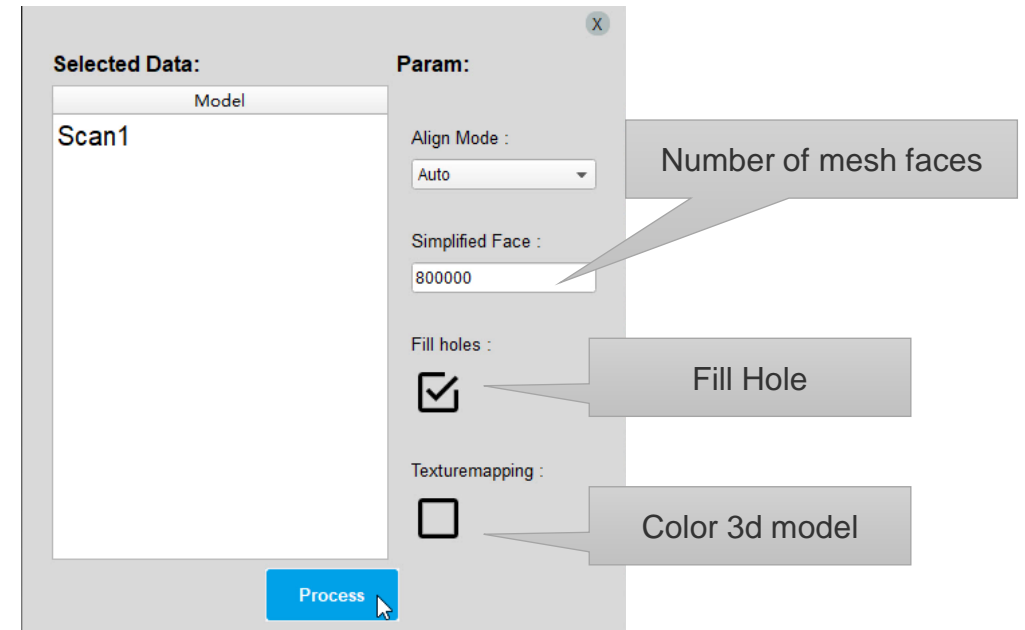 X
Selected Data:
Param:
Model
Scan1
Align Mode :
Auto
Number of mesh faces
Simplified Face :
800000
Fill holes :
Fill Hole
Texturemapping :
Color 3d model
Process